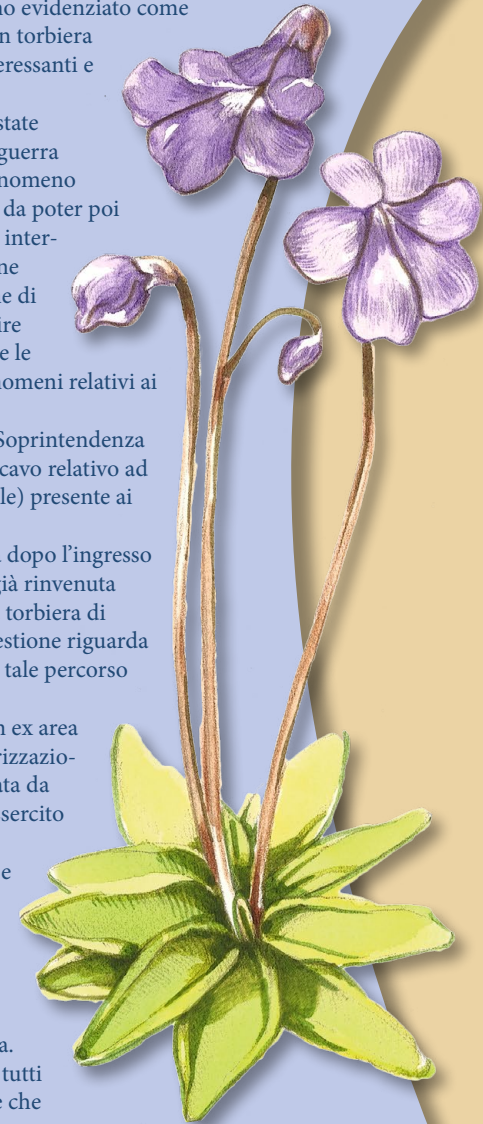 no evidenziato come
n torbiera
eressanti e
state
guerra
nomeno
da poter poi
inter-
ne
e di
ire
e le
nomeni relativi ai
Soprintendenza
cavo relativo ad
le) presente ai
dopo l’ingresso
già rinvenuta
torbiera di
estione riguarda
tale percorso
n ex area
rizzazio-
ata da
sercito
e
a.
tutti
e che